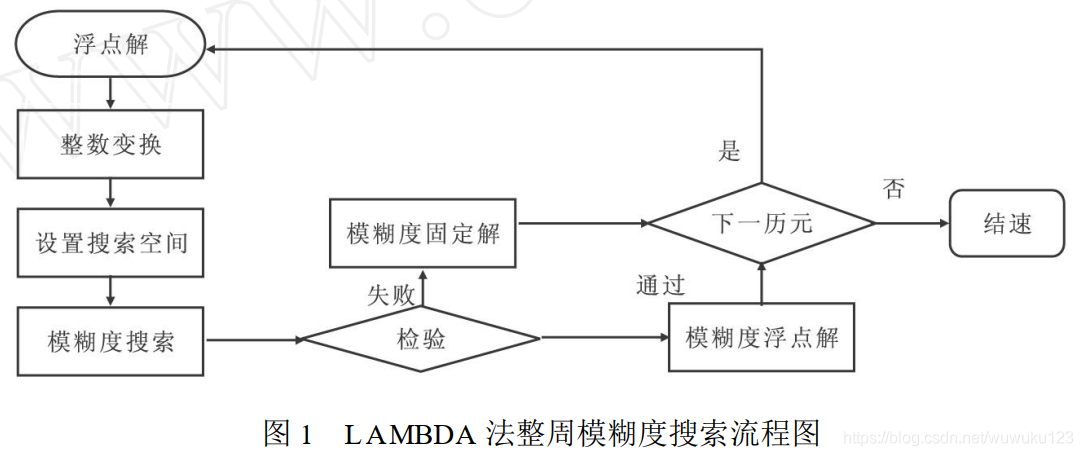 浮点解
整数变换
设置搜索空间
模糊度搜索
模糊度固定解
失败
检验
通过
模糊度浮点解
是
下一历元
否
结速
图 1 LAMBDA 法整周模糊度搜索流程图
https://blog.csdn.net/wuwuku123